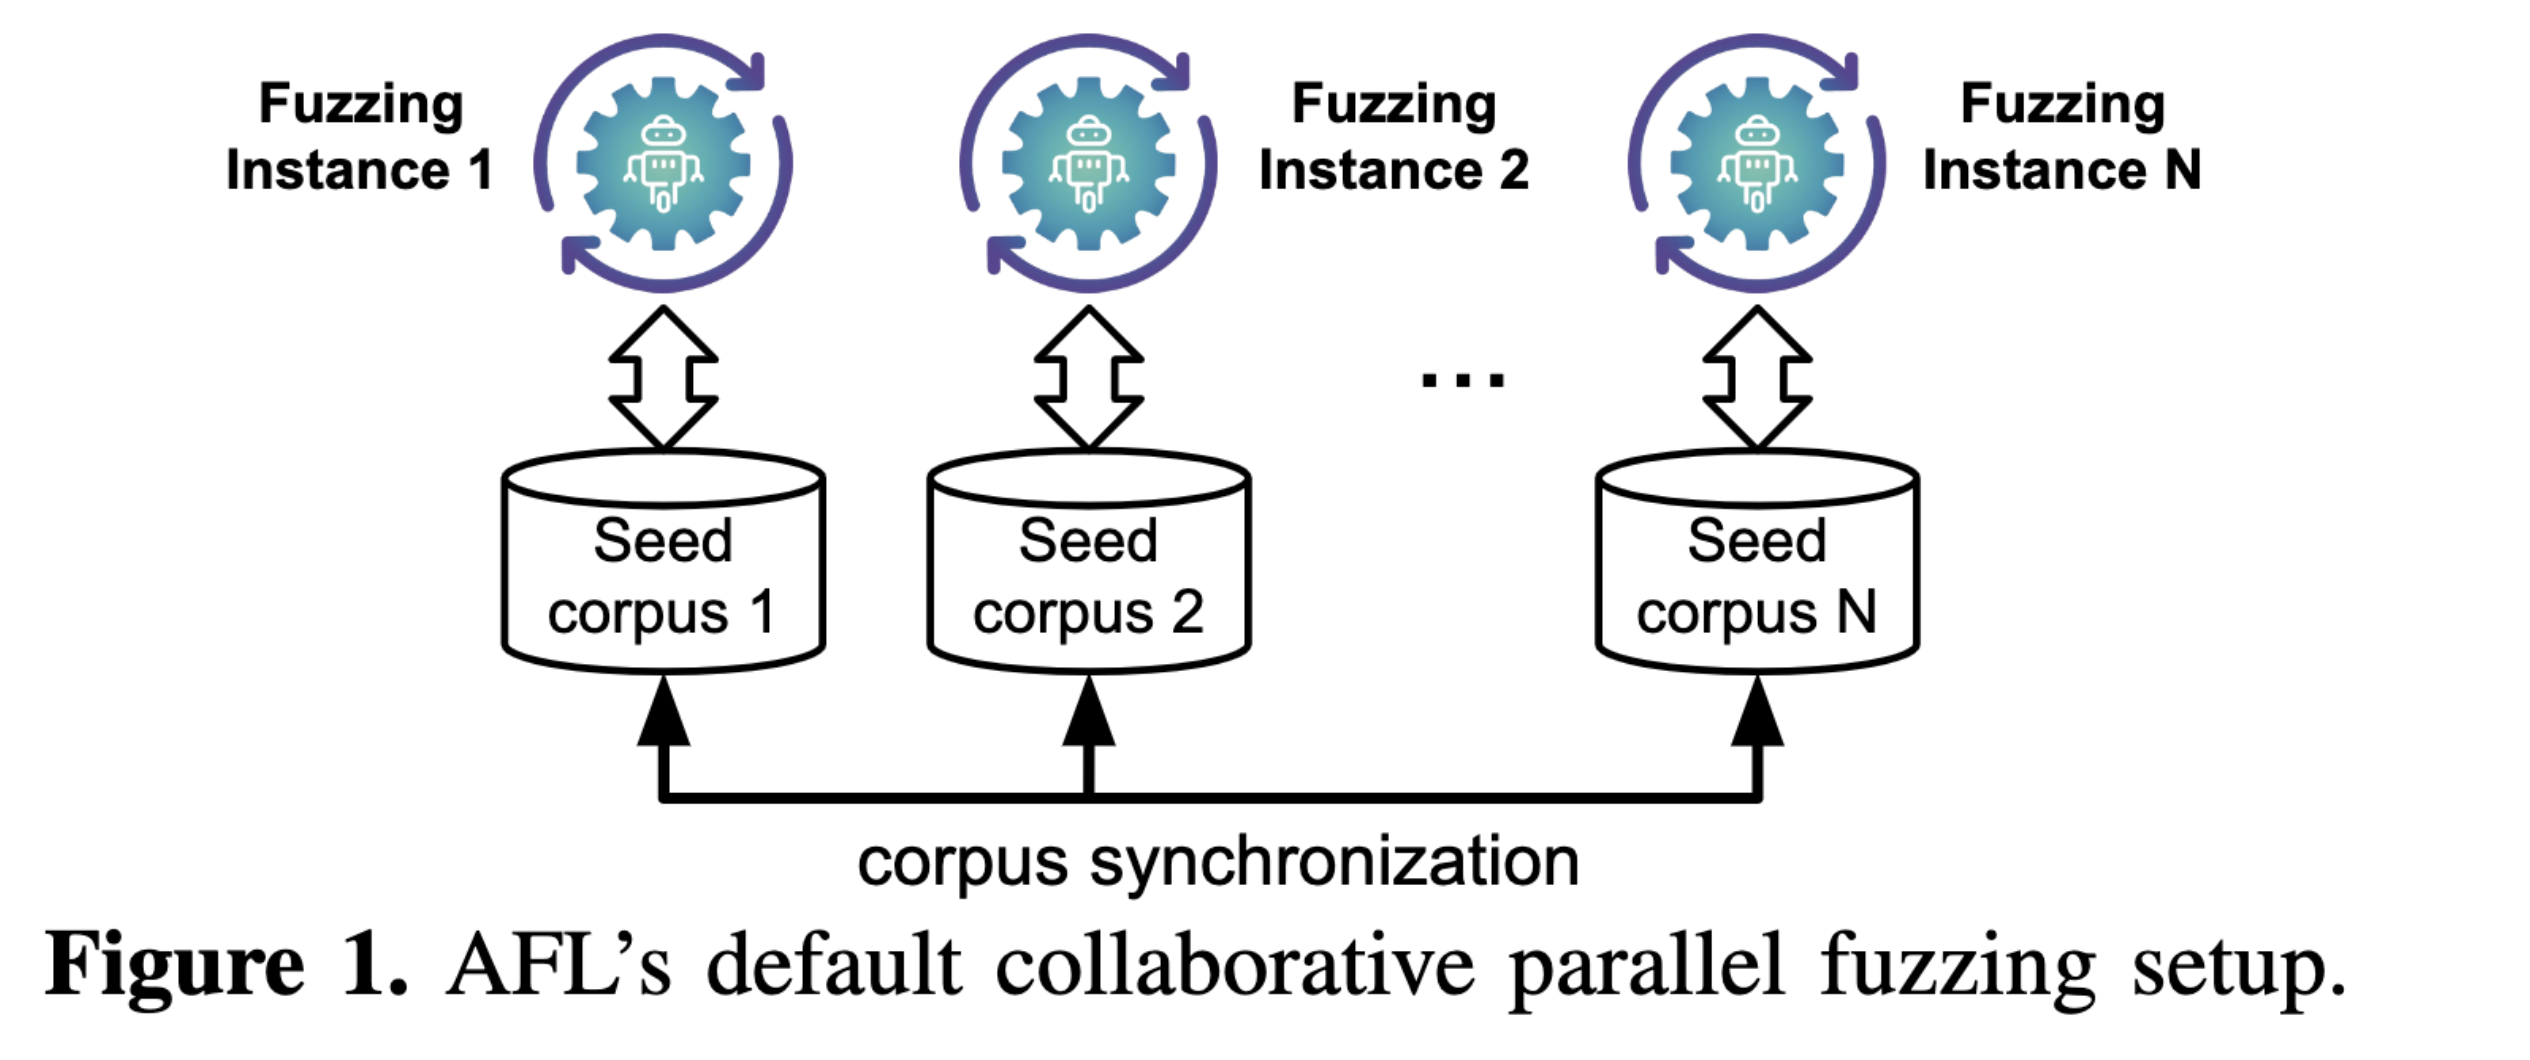 Fuzzing
Instance 1
Fuzzing
Instance 2
Fuzzing
Instance N
...
Seed
corpus 1
Seed
corpus 2
Seed
corpus N
corpus synchronization
Figure 1. AFL’s default collaborative parallel fuzzing setup.